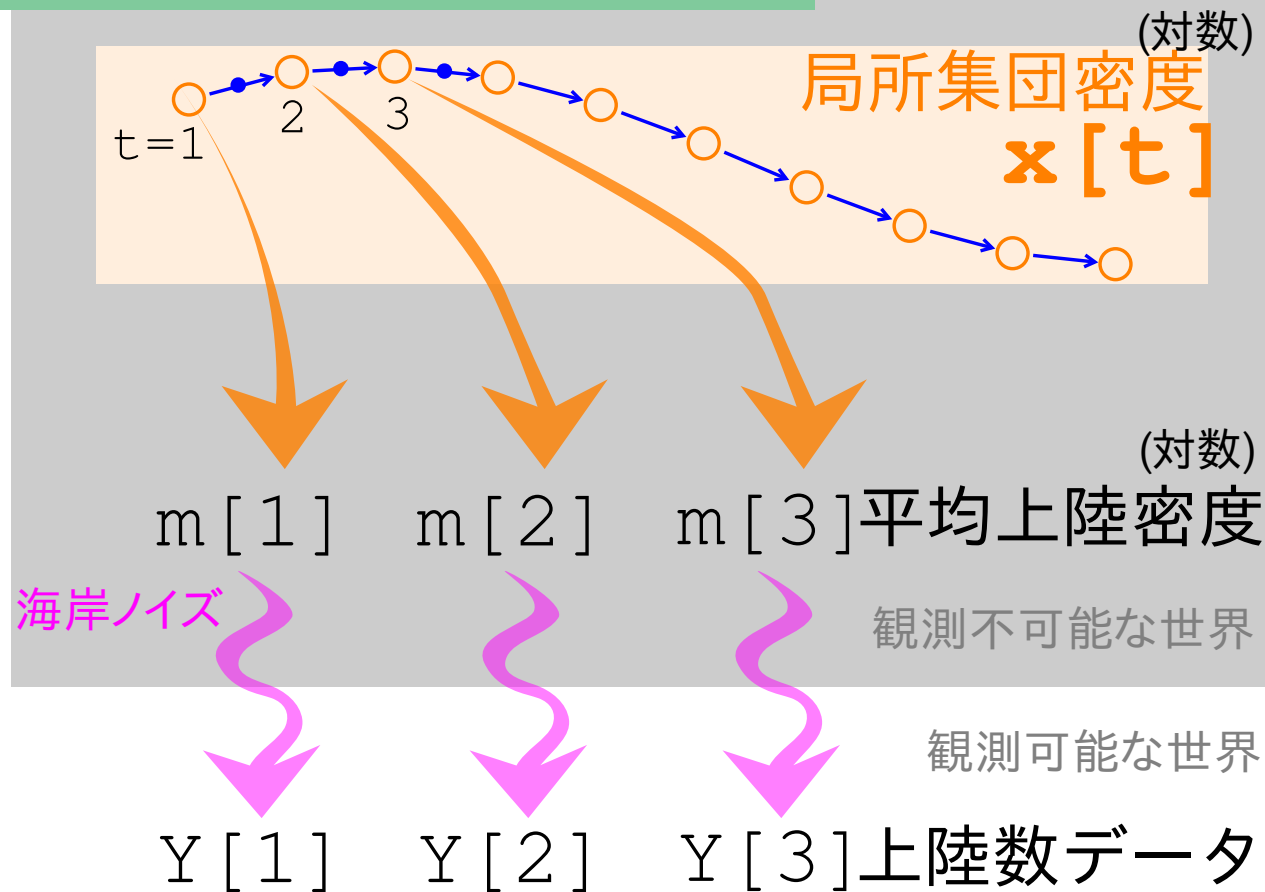 (対数)
局所集団密度
x[t]
t=1
2
3
(対数)
m[1] m[2] m[3]平均上陸密度
海岸ノイズ
観測不可能な世界
観測可能な世界
Y[1] Y[2] Y[3]上陸数データ